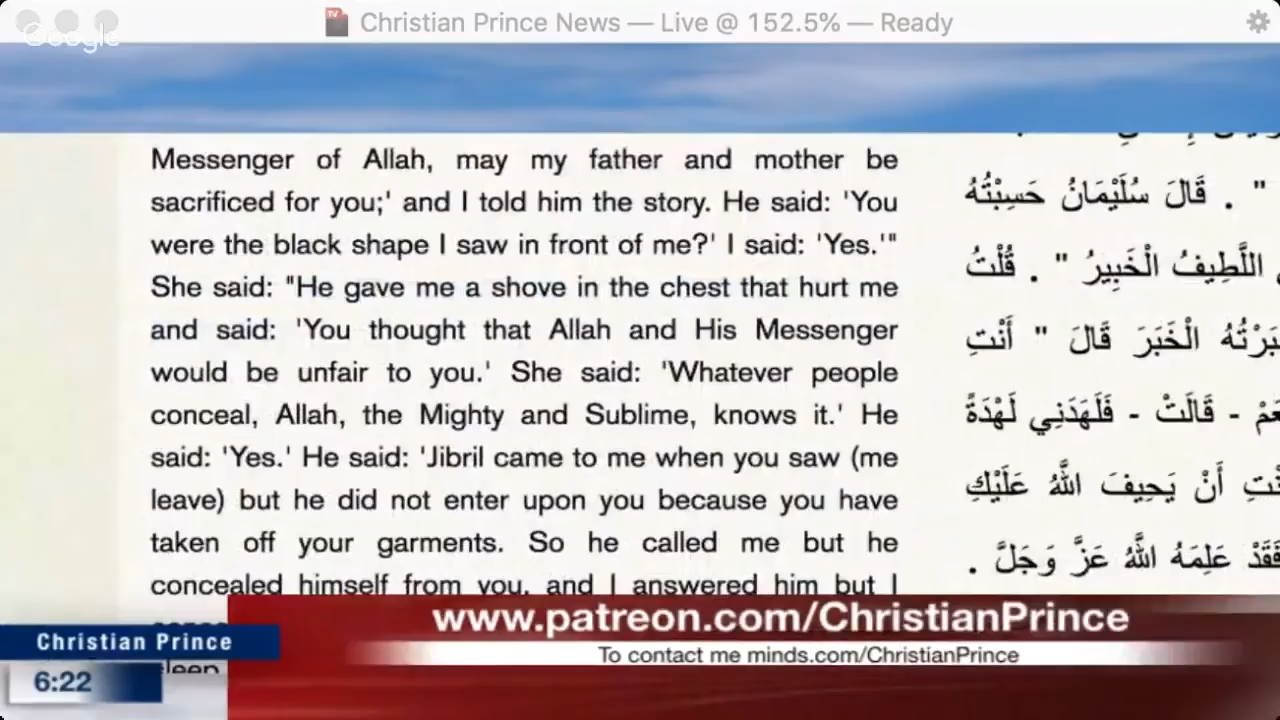 Christian Prince News — Live @ 152.5% — Ready
Google
Messenger of Allah, may my father and mother be
sacrificed for you;' and I told him the story. He said: 'You
were the black shape I saw in front of me?' I said: 'Yes.'"
She said: "He gave me a shove in the chest that hurt me
and said: 'You thought that Allah and His Messenger
would be unfair to you.' She said: 'Whatever people
conceal, Allah, the Mighty and Sublime, knows it.' He
said: 'Yes.' He said: 'Jibril came to me when you saw (me
leave) but he did not enter upon you because you have
taken off your garments. So he called me but he
concealed himself from you, and I answered him but I
sleep
" . قَالَ سُلَيْمَانُ حَسِبْتُهُ
اللَّطِيفُ الْخَبِيرُ " . قُلْتُ
الْخَبَرَ قَالَ " أَنْتِ
- قَالَتْ - فَلَهَدَنِي لَهْدَةً
أَنْ يَحِيفَ اللَّهُ عَلَيْكِ
فَقَدْ عَلِمَهُ اللَّهُ عَزَّ وَجَلَّ .
www.patreon.com/ChristianPrince
To contact me minds.com/ChristianPrince
Christian Prince
6:22